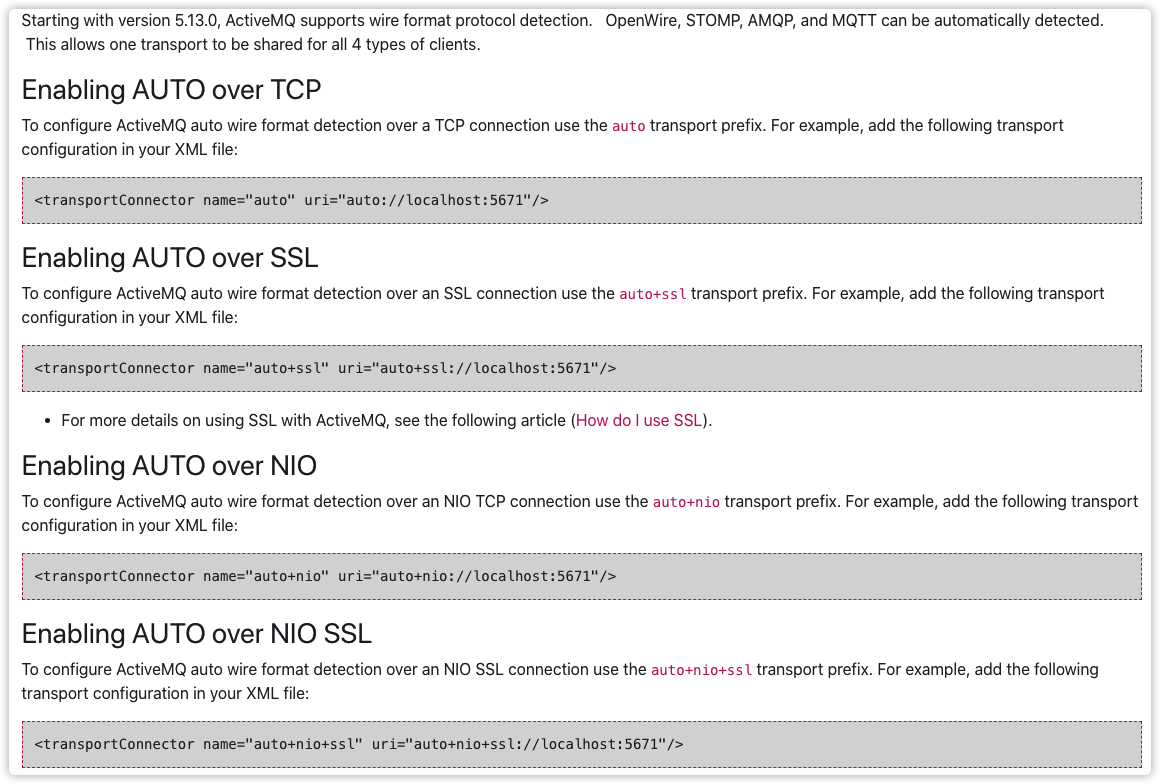 Starting with version 5.13.0, ActiveMQ supports wire format protocol detection.   OpenWire, STOMP, AMQP, and MQTT can be automatically detected.
This allows one transport to be shared for all 4 types of clients.
Enabling AUTO over TCP
To configure ActiveMQ auto wire format detection over a TCP connection use the auto transport prefix. For example, add the following transport
configuration in your XML file:
<transportConnector name="auto" uri="auto://localhost:5671"/>
Enabling AUTO over SSL
To configure ActiveMQ auto wire format detection over an SSL connection use the auto+ssl transport prefix. For example, add the following transport
configuration in your XML file:
<transportConnector name="auto+ssl" uri="auto+ssl://localhost:5671"/>
• For more details on using SSL with ActiveMQ, see the following article (How do I use SSL).
Enabling AUTO over NIO
To configure ActiveMQ auto wire format detection over an NIO TCP connection use the auto+nio transport prefix. For example, add the following transport
configuration in your XML file:
<transportConnector name="auto+nio" uri="auto+nio://localhost:5671"/>
Enabling AUTO over NIO SSL
To configure ActiveMQ auto wire format detection over an NIO SSL connection use the auto+nio+ssl transport prefix. For example, add the following
transport configuration in your XML file:
<transportConnector name="auto+nio+ssl" uri="auto+nio+ssl://localhost:5671"/>